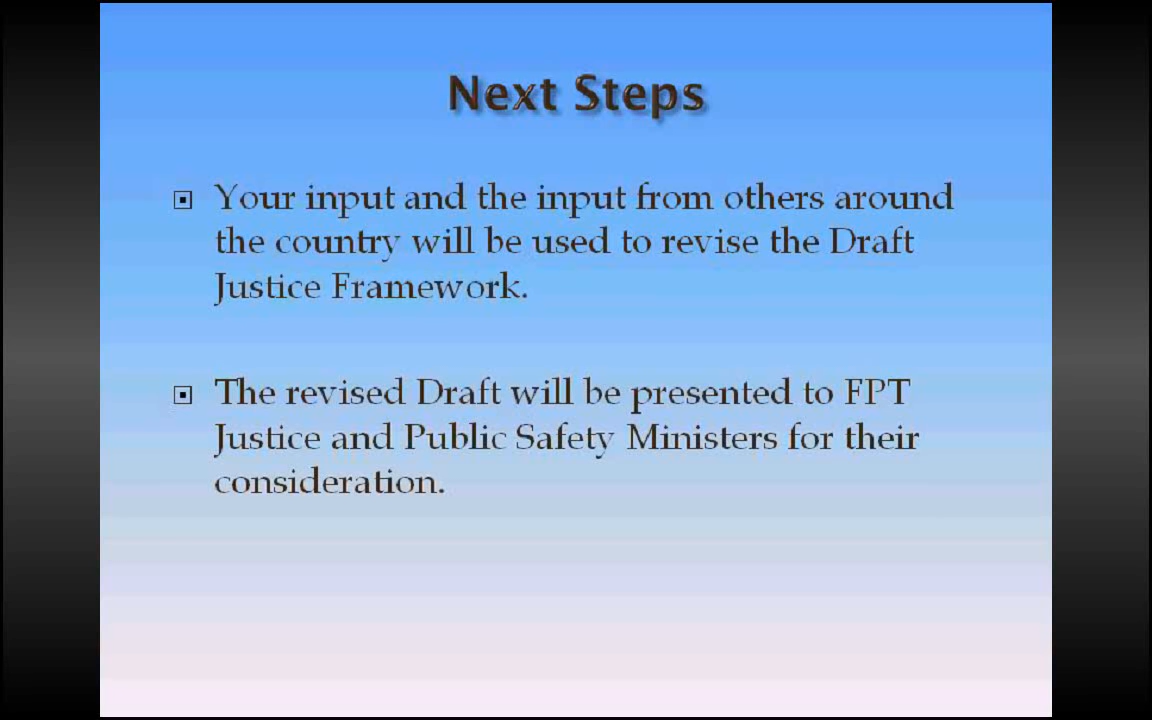 Next Steps
Your input and the input from others around
the country will be used to revise the Draft
Justice Framework.
The revised Draft will be presented to FPT
Justice and Public Safety Ministers for their
consideration.